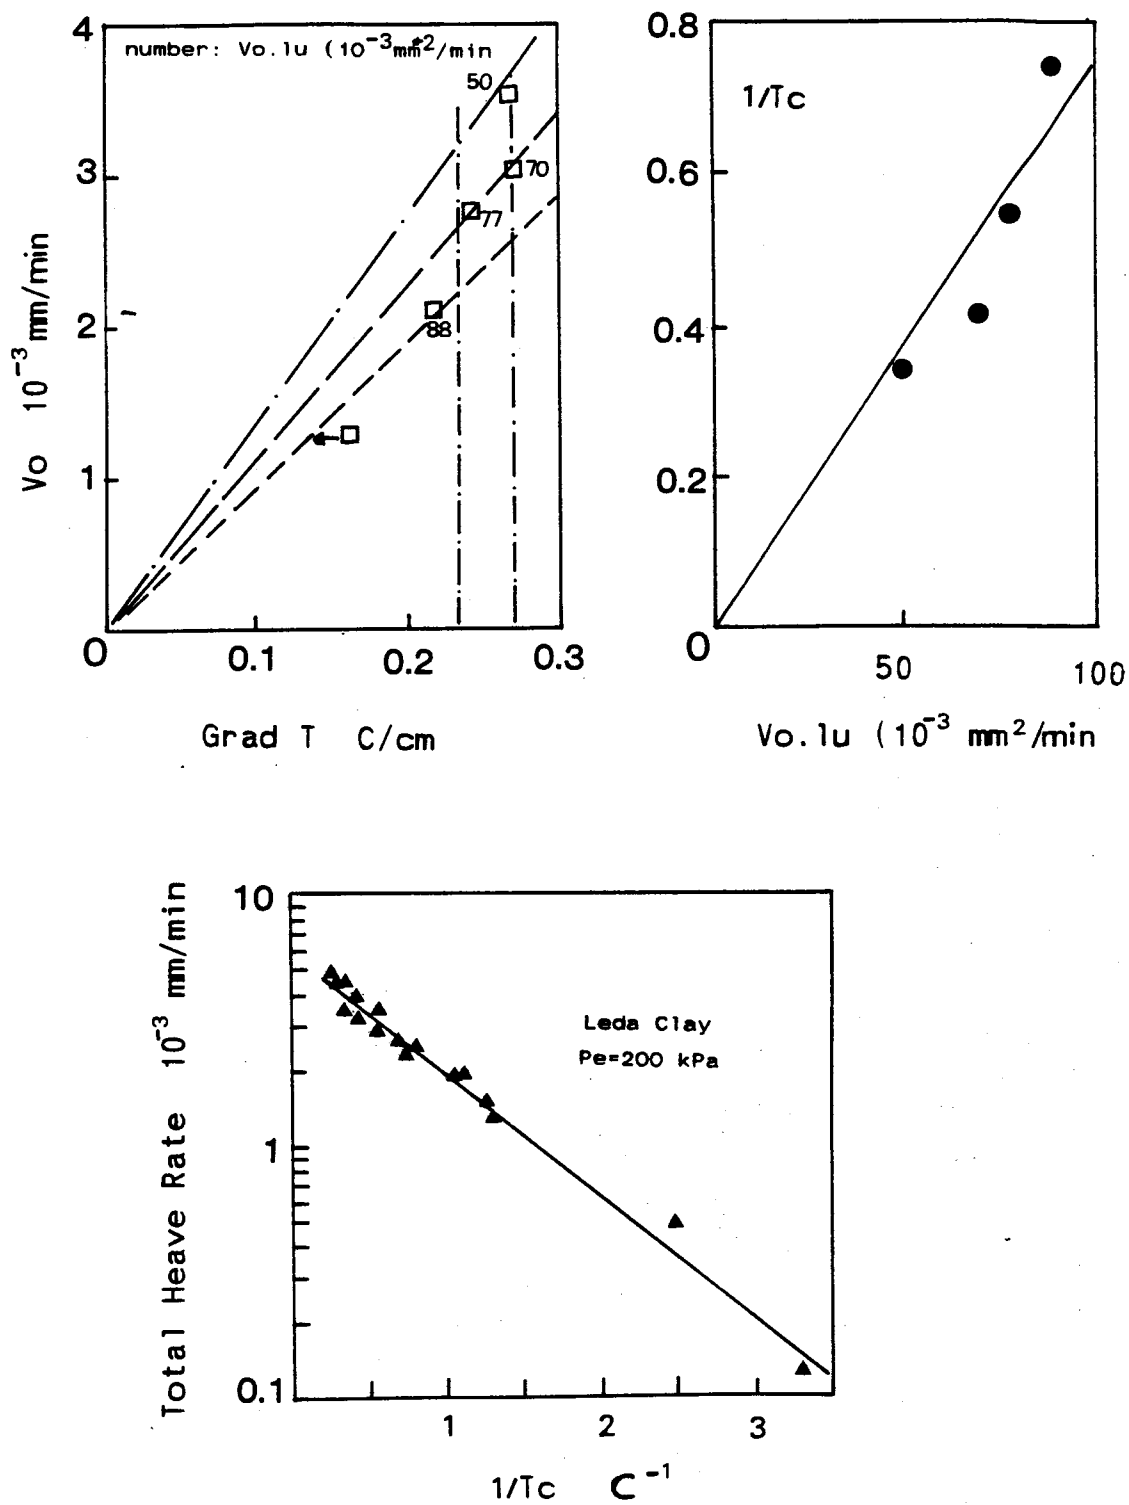 number: Vo.lu (10⁻³mm²/min
4
3
2
1
0
0.1
0.2
0.3
50
70
77
88
Vo 10⁻³ mm/min
Grad T C/cm
1/Tc
0.8
0.6
0.4
0.2
0
50
100
Vo.lu (10⁻³ mm²/min
10
1
0.1
Total Heave Rate 10⁻³ mm/min
Leda Clay
Pe=200 kPa
1
2
3
1/Tc C⁻¹